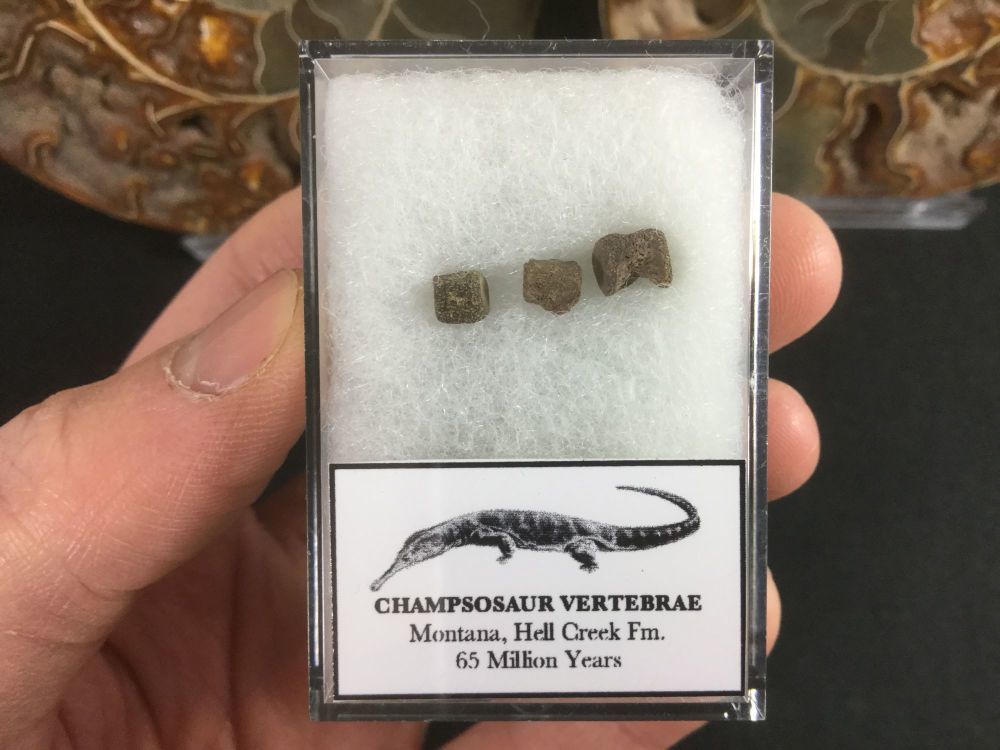 CHAMPSOSAUR VERTEBRAE
Montana, Hell Creek Fm.
65 Million Years